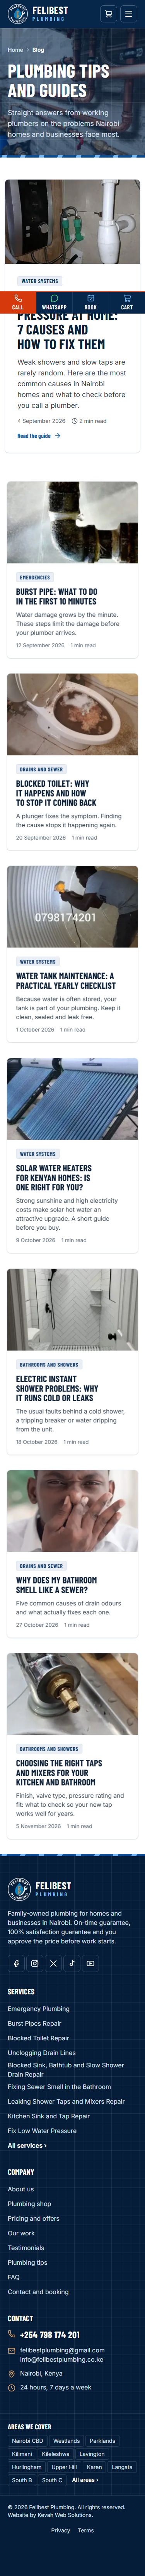 FELIBEST
PLUMBING
Home
Blog
PLUMBING TIPS
AND GUIDES
Straight answers from working
plumbers on the problems Nairobi
homes and businesses face most.
WATER SYSTEMS
CALL
WHATSAPP
BOOK
CART
PRESSURE AT HOME:
7 CAUSES AND
HOW TO FIX THEM
Weak showers and slow taps are
rarely random. Here are the most
common causes in Nairobi
homes and what to check before
you call a plumber.
4 September 2026 2 min read
Read the guide →
EMERGENCIES
BURST PIPE: WHAT TO DO
IN THE FIRST 10 MINUTES
Water damage grows by the minute.
These steps limit the damage before
your plumber arrives.
12 September 2026 1 min read
DRAINS AND SEWER
BLOCKED TOILET: WHY
IT HAPPENS AND HOW
TO STOP IT COMING BACK
A plunger fixes the symptom. Finding
the cause stops it happening again.
20 September 2026 1 min read
0798174201
WATER SYSTEMS
WATER TANK MAINTENANCE: A
PRACTICAL YEARLY CHECKLIST
Because water is often stored, your
tank is part of your plumbing. Keep it
clean, sealed and leak free.
1 October 2026 1 min read
WATER SYSTEMS
SOLAR WATER HEATERS
FOR KENYAN HOMES: IS
ONE RIGHT FOR YOU?
Strong sunshine and high electricity
costs make solar hot water an
attractive upgrade. A short guide
before you buy.
9 October 2026 1 min read
BATHROOMS AND SHOWERS
ELECTRIC INSTANT
SHOWER PROBLEMS: WHY
IT RUNS COLD OR LEAKS
The usual faults behind a cold shower,
a tripping breaker or water dripping
from the unit.
18 October 2026 1 min read
DRAINS AND SEWER
WHY DOES MY BATHROOM
SMELL LIKE A SEWER?
Five common causes of drain odours
and what actually fixes each one.
27 October 2026 1 min read
BATHROOMS AND SHOWERS
CHOOSING THE RIGHT TAPS
AND MIXERS FOR YOUR
KITCHEN AND BATHROOM
Finish, valve type, pressure rating and
fit: what to check so your new tap
works well for years.
5 November 2026 1 min read
FELIBEST
PLUMBING
Family-owned plumbing for homes and
businesses in Nairobi. On-time guarantee,
100% satisfaction guarantee and you
approve the price before work starts.
SERVICES
Emergency Plumbing
Burst Pipes Repair
Blocked Toilet Repair
Unclogging Drain Lines
Blocked Sink, Bathtub and Slow Shower
Drain Repair
Fixing Sewer Smell in the Bathroom
Leaking Shower Taps and Mixers Repair
Kitchen Sink and Tap Repair
Fix Low Water Pressure
All services ›
COMPANY
About us
Plumbing shop
Pricing and offers
Our work
Testimonials
Plumbing tips
FAQ
Contact and booking
CONTACT
+254 798 174 201
felibestplumbing@gmail.com
info@felibestplumbing.co.ke
Nairobi, Kenya
24 hours, 7 days a week
AREAS WE COVER
Nairobi CBD Westlands Parklands
Kilimani Kileleshwa Lavington
Hurlingham Upper Hill Karen Langata
South B South C All areas ›
© 2026 Felibest Plumbing. All rights reserved.
Website by Kevah Web Solutions.
Privacy Terms